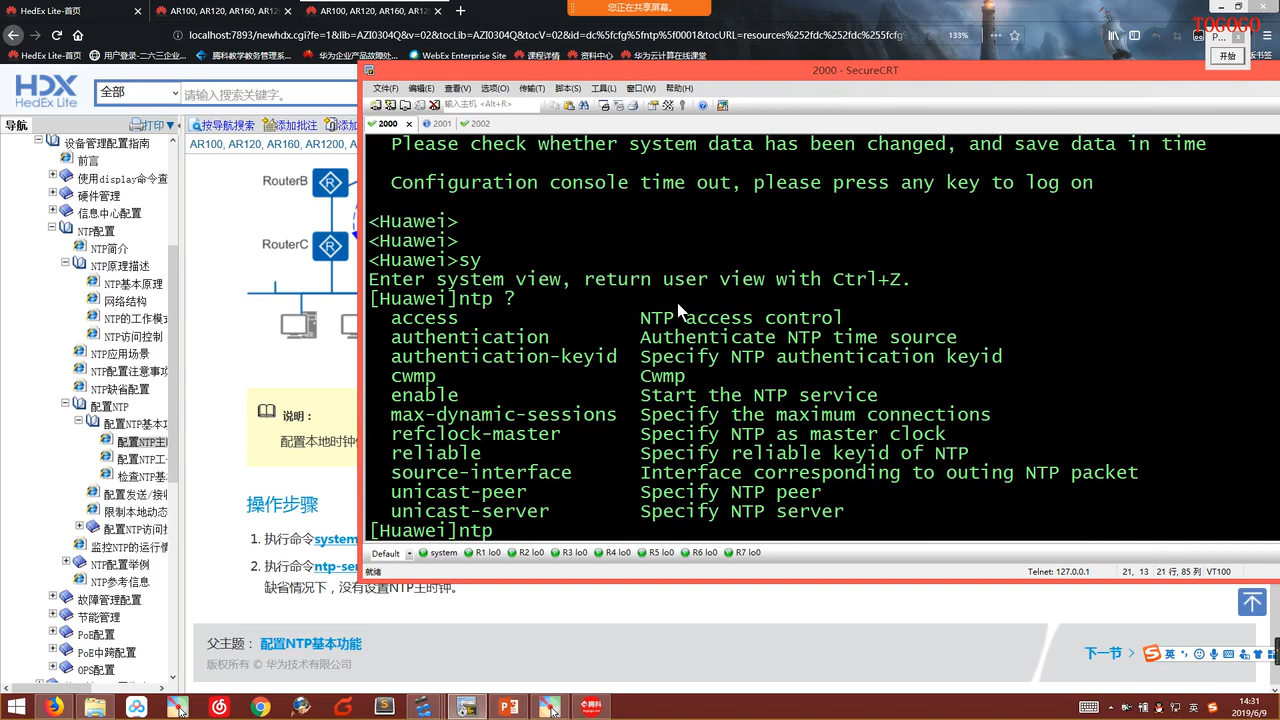 HedEx Lite-首页
AR100, AR120, AR160, AR12
AR100, AR120, AR160, AR12
您正在共享屏幕。
TOGOGO
localhost:7893/newhdx.cgi?fe=1&lib=AZI0304Q&v=02&tocLib=AZI0304Q&tocV=02&id=dc%5fcfg%5fntp%5f0001&tocURL=resources%252fdc%252fdc%255fcfg
133%
HedEx Lite-首页
用户登录-二六三企业...
腾科教学教务管理系...
华为企业产品故障处...
WebEx Enterprise Site
课程详情
资料中心
华为云计算在线课堂
P...
开始
HDX
HedEx Lite
全部
请输入搜索关键字。
导航
打印
按导航搜索
添加批注
添加
AR100, AR120, AR160, AR1200, A
设备管理配置指南
前言
使用display命令查
硬件管理
信息中心配置
NTP配置
NTP简介
NTP原理描述
NTP基本原理
网络结构
NTP的工作模式
NTP访问控制
NTP应用场景
NTP配置注意事项
NTP缺省配置
配置NTP
配置NTP基本功
配置NTP主
配置NTP工
检查NTP基
配置发送/接收
限制本地动态
配置NTP访问控
监控NTP的运行情
NTP配置举例
NTP参考信息
故障管理配置
节能管理
PoE配置
PoE中跨配置
OPS配置
RouterB
RouterC
说明：
配置本地时钟
操作步骤
1. 执行命令system
2. 执行命令ntp-se
缺省情况下，没有设置NTP主时钟。
父主题： 配置NTP基本功能
版权所有 © 华为技术有限公司
下一节
2000 - SecureCRT
文件(F) 编辑(E) 查看(V) 选项(O) 传输(T) 脚本(S) 工具(L) 窗口(W) 帮助(H)
输入主机 <Alt+R>
2000 2001 2002
Please check whether system data has been changed, and save data in time
Configuration console time out, please press any key to log on
<Huawei>
<Huawei>
<Huawei>sy
Enter system view, return user view with Ctrl+Z.
[Huawei]ntp ?
access NTP access control
authentication Authenticate NTP time source
authentication-keyid Specify NTP authentication keyid
cwmp Cwmp
enable Start the NTP service
max-dynamic-sessions Specify the maximum connections
refclock-master Specify NTP as master clock
reliable Specify reliable keyid of NTP
source-interface Interface corresponding to outing NTP packet
unicast-peer Specify NTP peer
unicast-server Specify NTP server
[Huawei]ntp
Default system R1 lo0 R2 lo0 R3 lo0 R4 lo0 R5 lo0 R6 lo0 R7 lo0
就绪
Telnet: 127.0.0.1 21, 13 21 行, 85 列 VT100
英
腾科
英
14:31
2019/6/9